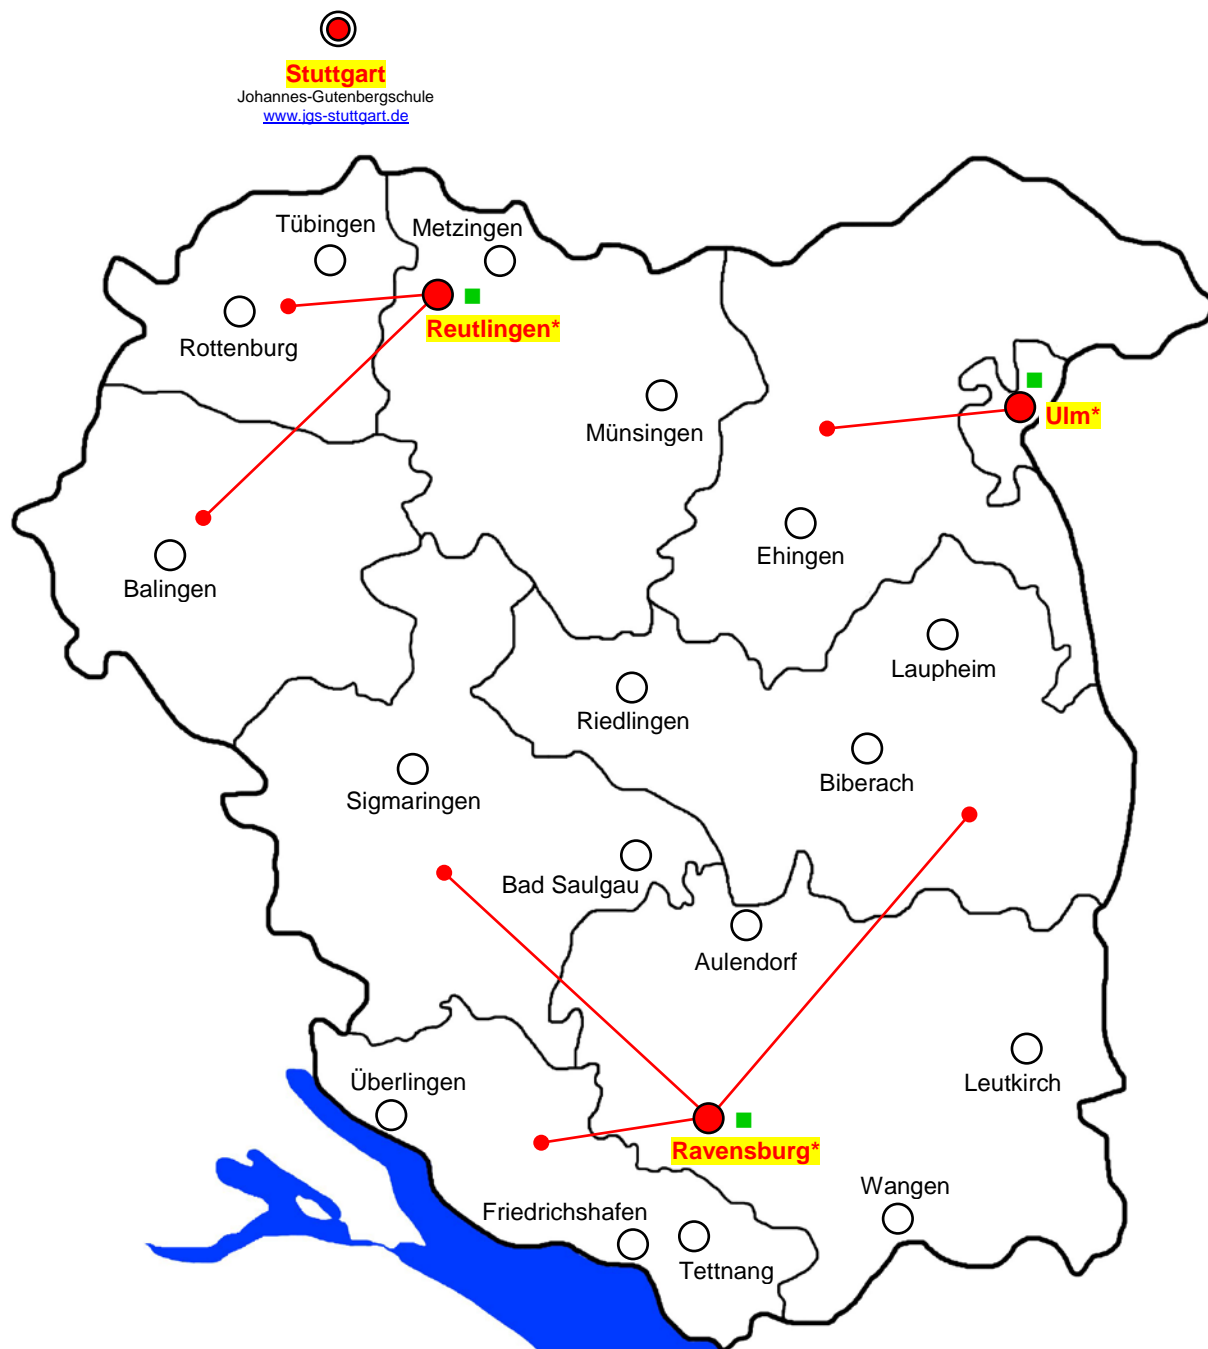 Stuttgart
Johannes-Gutenbergschule
www.jgs-stuttgart.de
Tübingen
Metzingen
Reutlingen*
Rottenburg
Ulm*
Münsingen
Ehingen
Balingen
Laupheim
Riedlingen
Biberach
Sigmaringen
Bad Saulgau
Aulendorf
Leutkirch
Überlingen
Ravensburg*
Wangen
Friedrichshafen
Tettnang